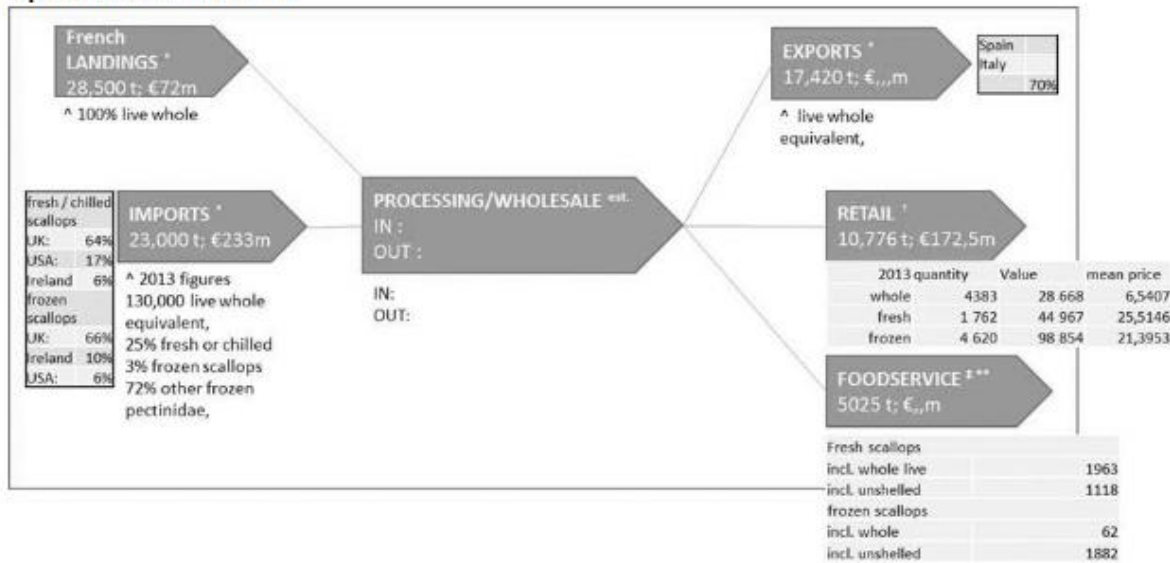 French
LANDINGS *
28,500 t; €72m
^ 100% live whole
EXPORTS *
17,420 t; €,,,m
^ live whole
equivalent,
Spain
Italy
70%
fresh / chilled
scallops
UK: 64%
USA: 17%
Ireland 6%
frozen
scallops
UK: 66%
Ireland 10%
USA: 6%
IMPORTS *
23,000 t; €233m
^ 2013 figures
130,000 live whole
equivalent,
25% fresh or chilled
3% frozen scallops
72% other frozen
pectinidae,
PROCESSING/WHOLESALE est.
IN :
OUT :
IN:
OUT:
RETAIL †
10,776 t; €172,5m
2013 quantity Value mean price
whole 4383 28 668 6,5407
fresh 1 762 44 967 25,5146
frozen 4 620 98 854 21,3953
FOODSERVICE ‡ **
5025 t; €,,m
Fresh scallops
incl. whole live 1963
incl. unshelled 1118
frozen scallops
incl. whole 62
incl. unshelled 1882